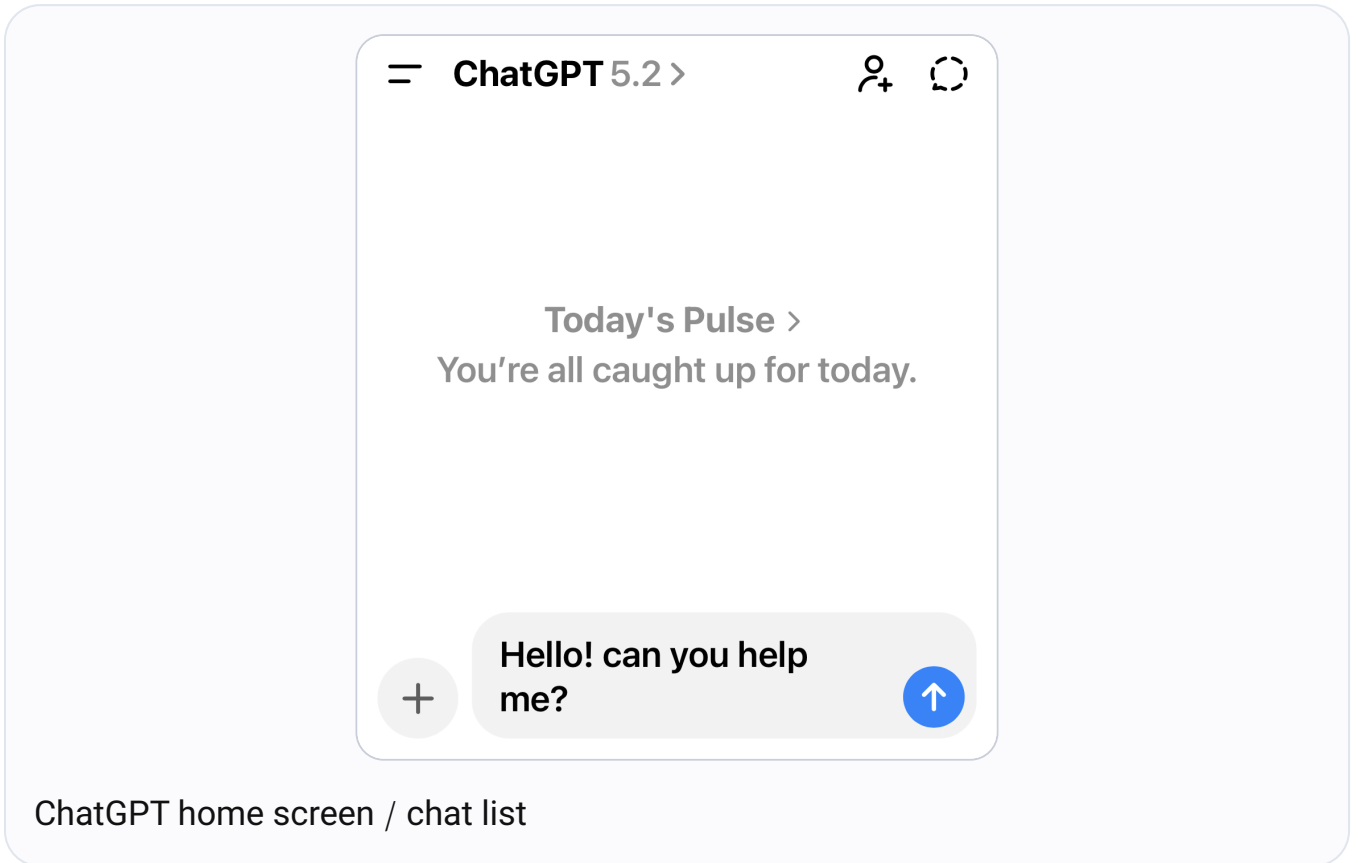 ChatGPT 5.2
Today's Pulse
You’re all caught up for today.
Hello! can you help
me?
ChatGPT home screen / chat list